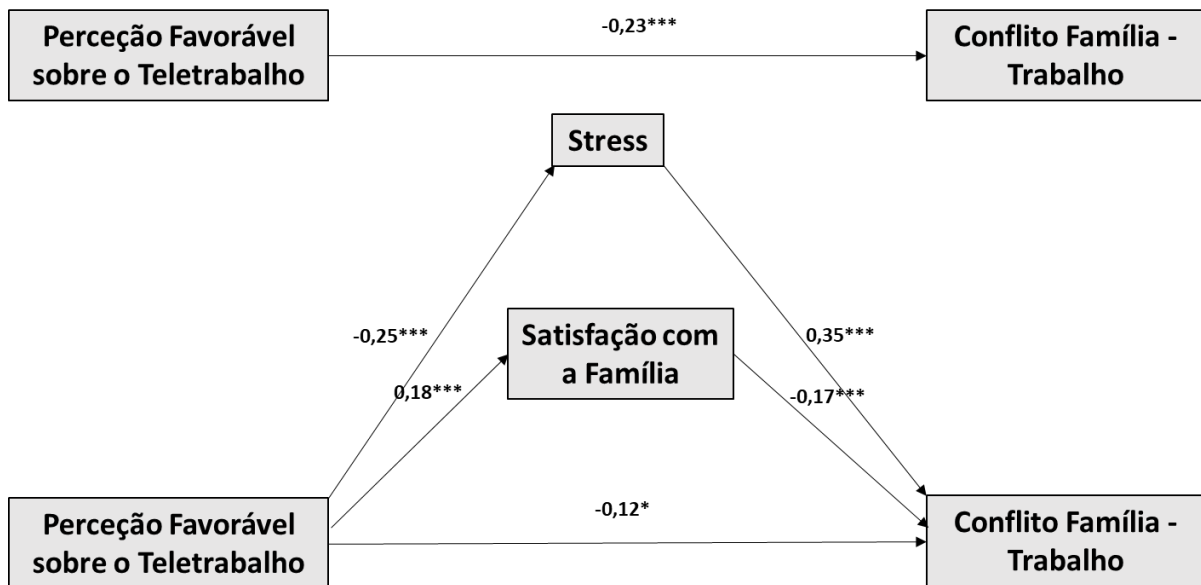 Perceção Favorável
sobre o Teletrabalho
-0,23***
Conflito Família -
Trabalho
Stress
-0,25***
0,18***
Satisfação com
a Família
0,35***
-0,17***
Perceção Favorável
sobre o Teletrabalho
-0,12*
Conflito Família -
Trabalho